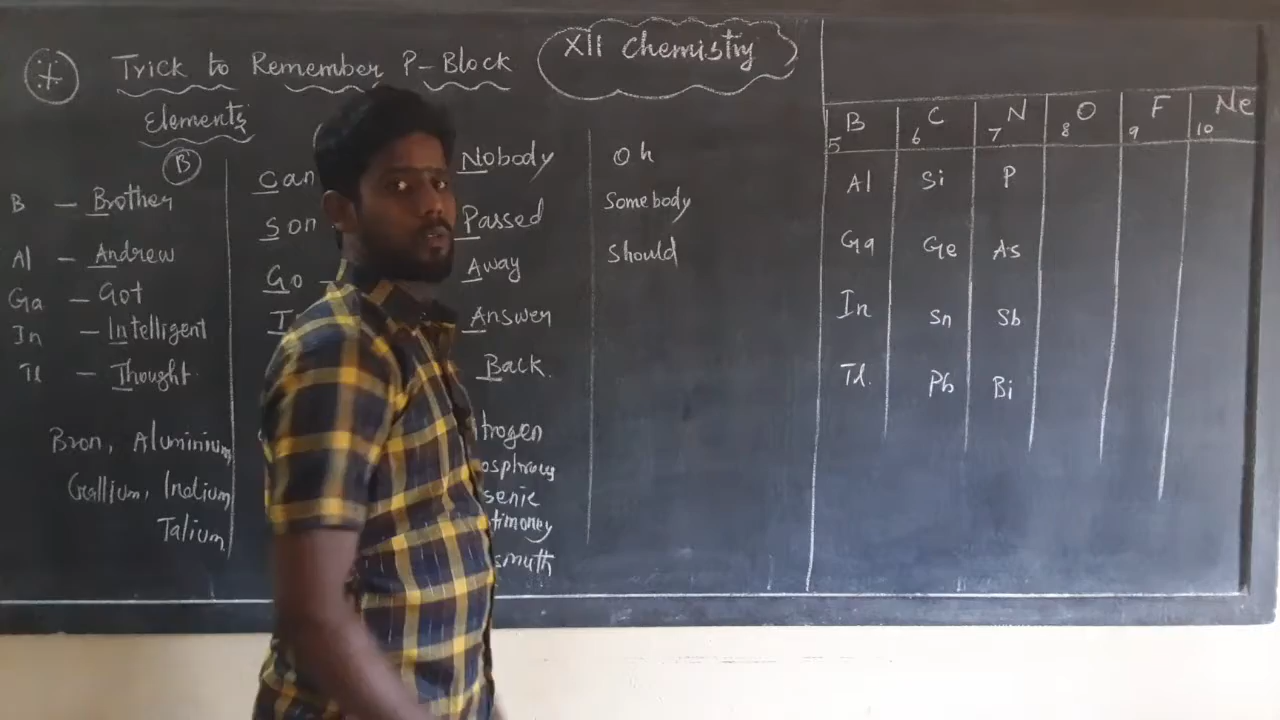 Trick to Remember P-Block
Elements
XII Chemistry
B
B — Brother
Al — Andrew
Ga — Got
In — Intelligent
Tl — Thought.
Bron, Aluminium,
Gallium, Indium,
Talium,
Can
Son
Go
Nobody
Passed
Away
Answer
Back.
Oh
Somebody
Should
B C N O F Ne
5 6 7 8 9 10
Al Si P
Ga Ge As
In Sn Sb
Tl. Pb Bi